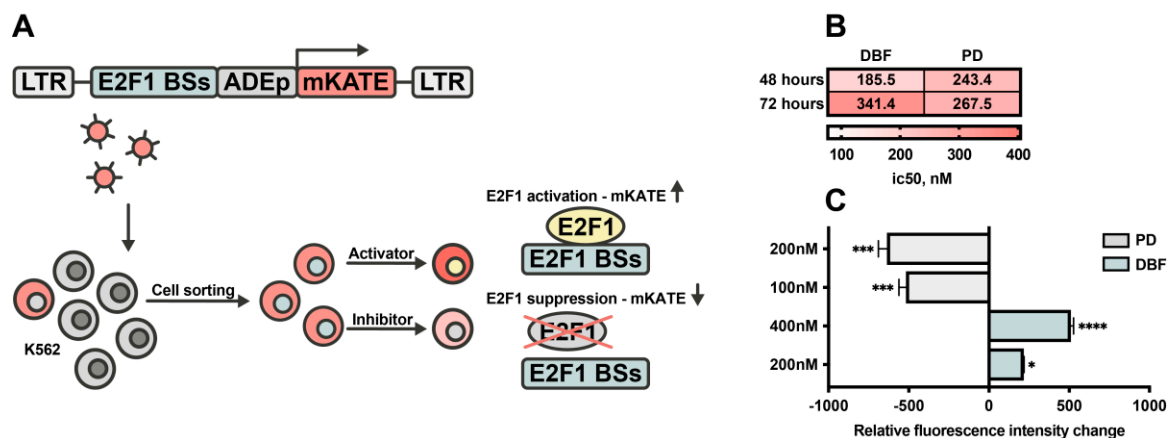 A
LTR E2F1 BSs ADEp mKATE LTR
E2F1 activation - mKATE
E2F1
E2F1 BSs
Activator
Cell sorting
E2F1 suppression - mKATE
Inhibitor
E2F1
E2F1 BSs
K562
B
DBF PD
48 hours 185.5 243.4
72 hours 341.4 267.5
100 200 300 400
ic50, nM
C
PD
DBF
200nM ***
100nM ***
400nM ****
200nM *
-1000 -500 0 500 1000
Relative fluorescence intensity change